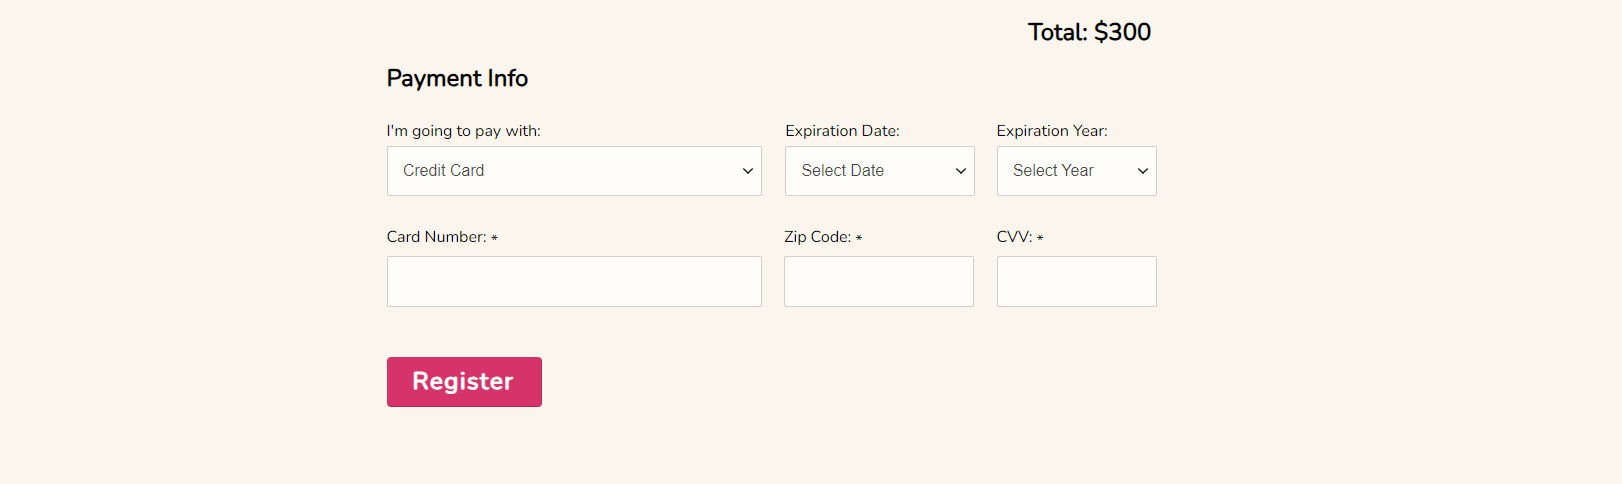 Total: $300
Payment Info
I'm going to pay with: Expiration Date: Expiration Year:
Credit Card Select Date Select Year
Card Number: * Zip Code: * CVV: *
Register